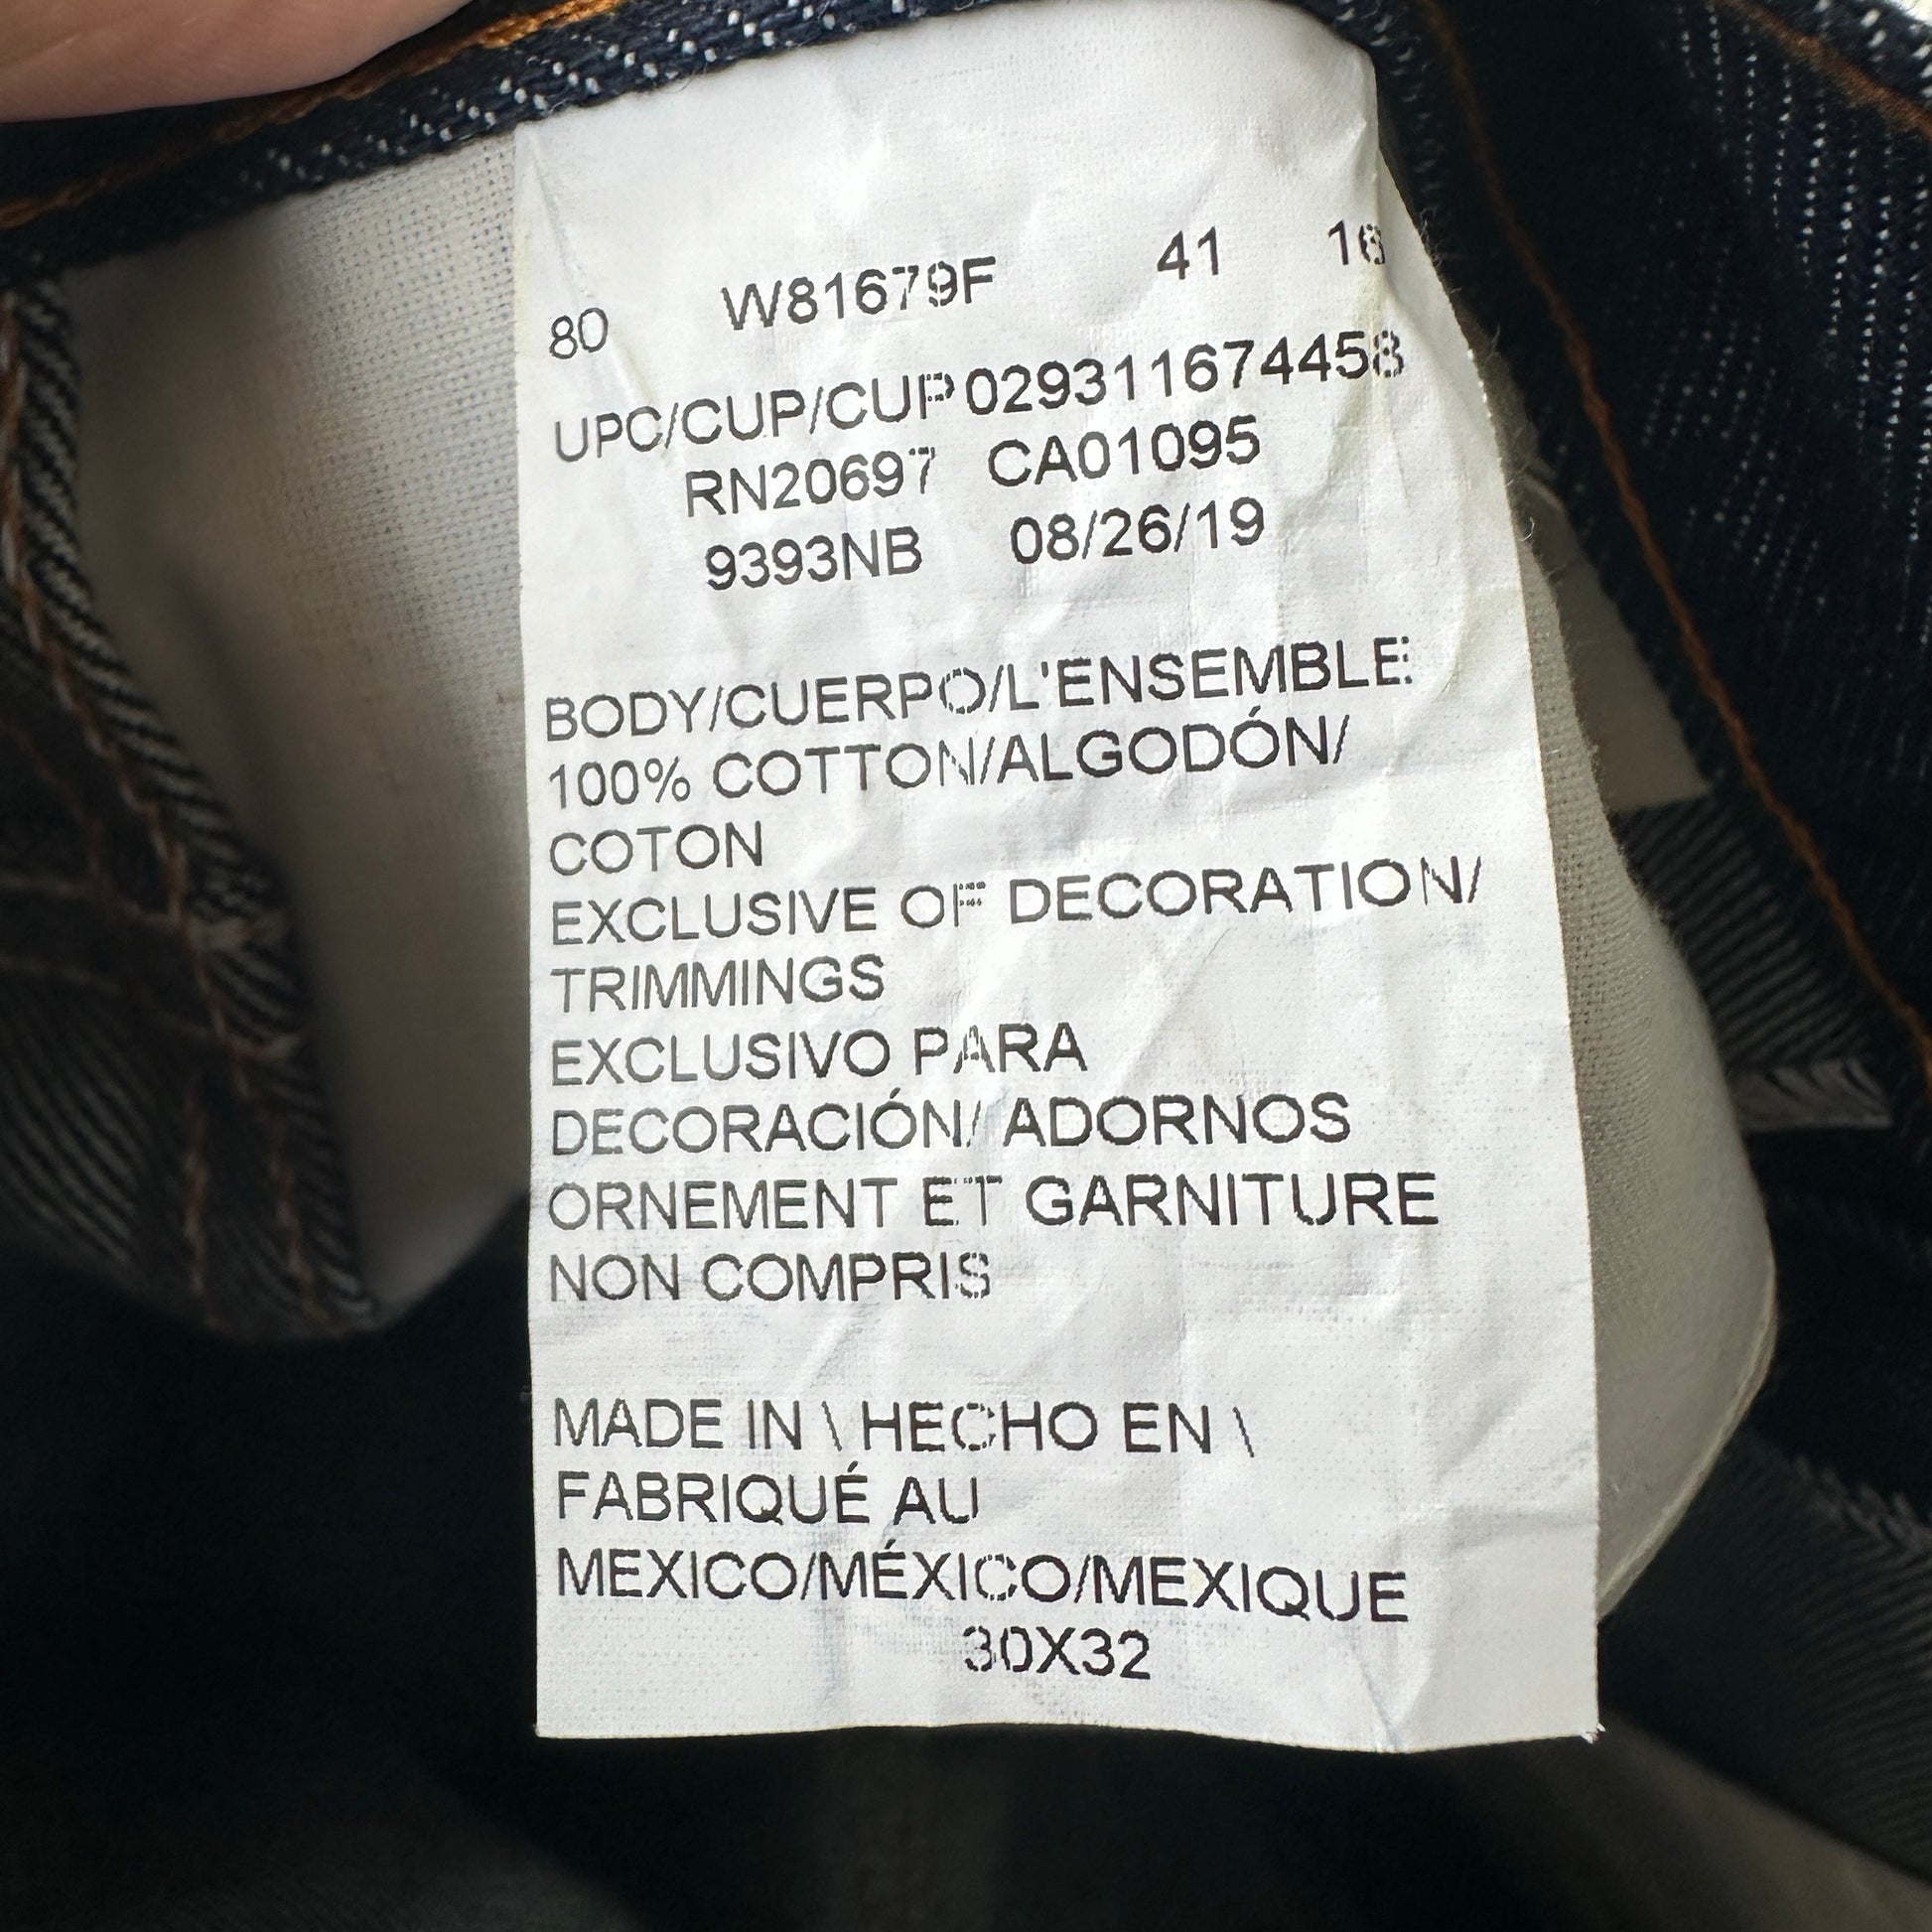 80 W81679F 41 16
UPC/CUP/CUP 029311674458
RN20697 CA01095
9393NB 08/26/19
BODY/CUERPO/L'ENSEMBLE:
100% COTTON/ALGODÓN/
COTON
EXCLUSIVE OF DECORATION/
TRIMMINGS
EXCLUSIVO PARA
DECORACIÓN/ ADORNOS
ORNEMENT ET GARNITURE
NON COMPRIS
MADE IN \ HECHO EN \
FABRIQUÉ AU
MEXICO/MÉXICO/MEXIQUE
30X32